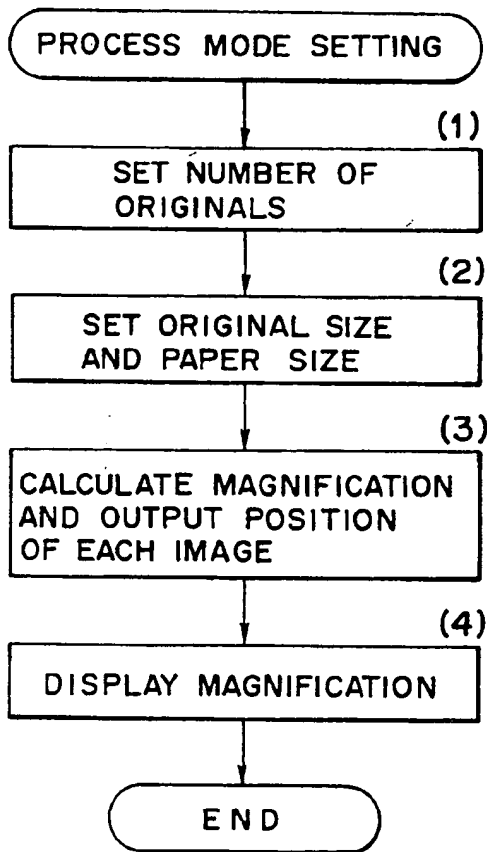 PROCESS MODE SETTING
(1)
SET NUMBER OF
ORIGINALS
(2)
SET ORIGINAL SIZE
AND PAPER SIZE
(3)
CALCULATE MAGNIFICATION
AND OUTPUT POSITION
OF EACH IMAGE
(4)
DISPLAY MAGNIFICATION
END